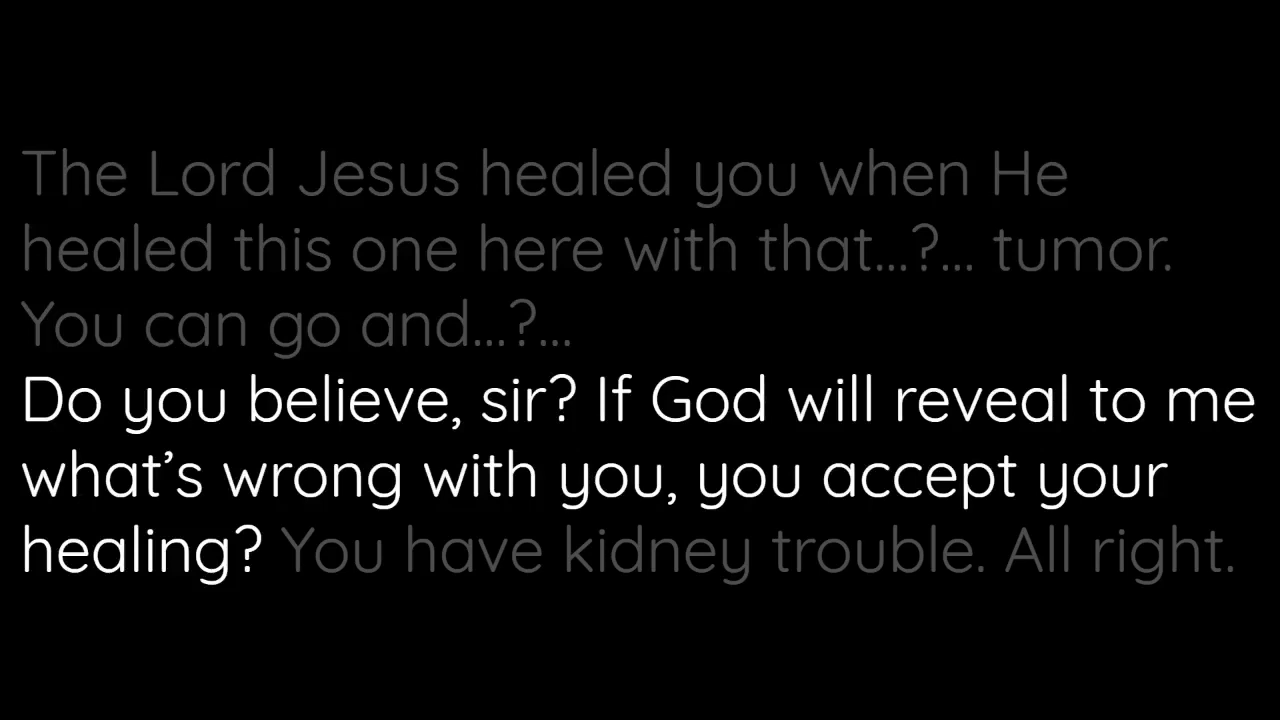 The Lord Jesus healed you when He
healed this one here with that...?... tumor.
You can go and...?...
Do you believe, sir? If God will reveal to me
what’s wrong with you, you accept your
healing? You have kidney trouble. All right.